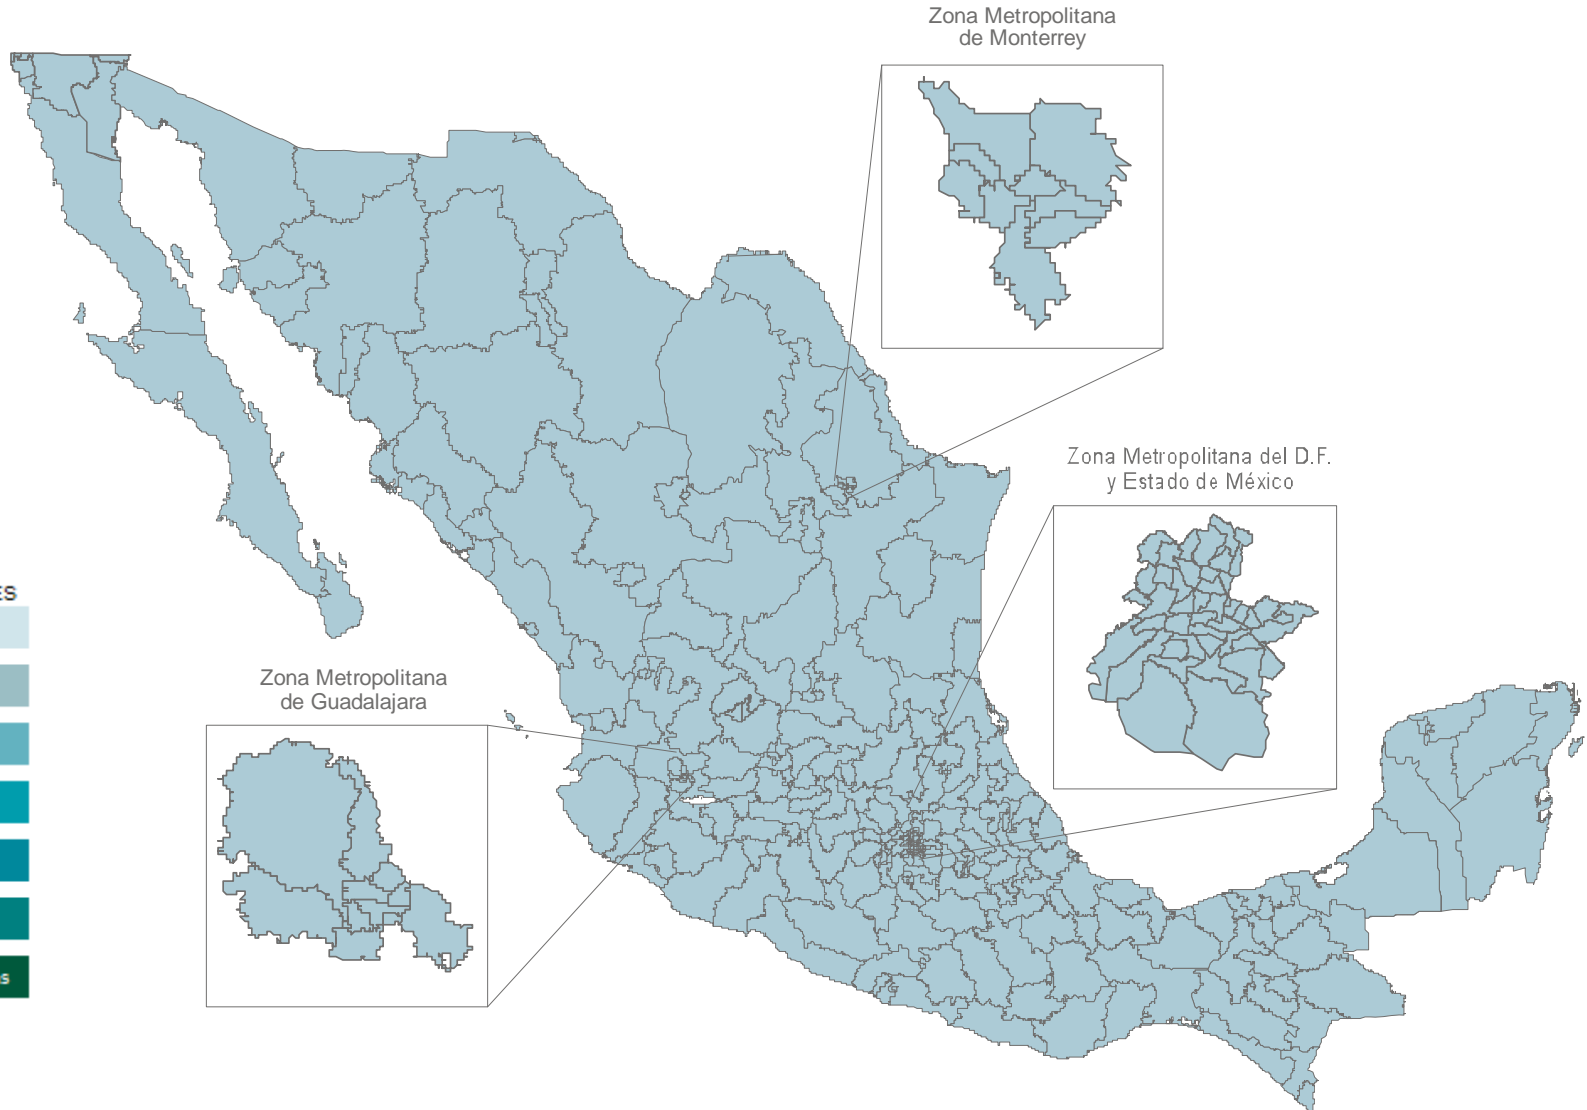 Zona Metropolitana
de Monterrey
Zona Metropolitana del D.F.
y Estado de México
Zona Metropolitana
de Guadalajara